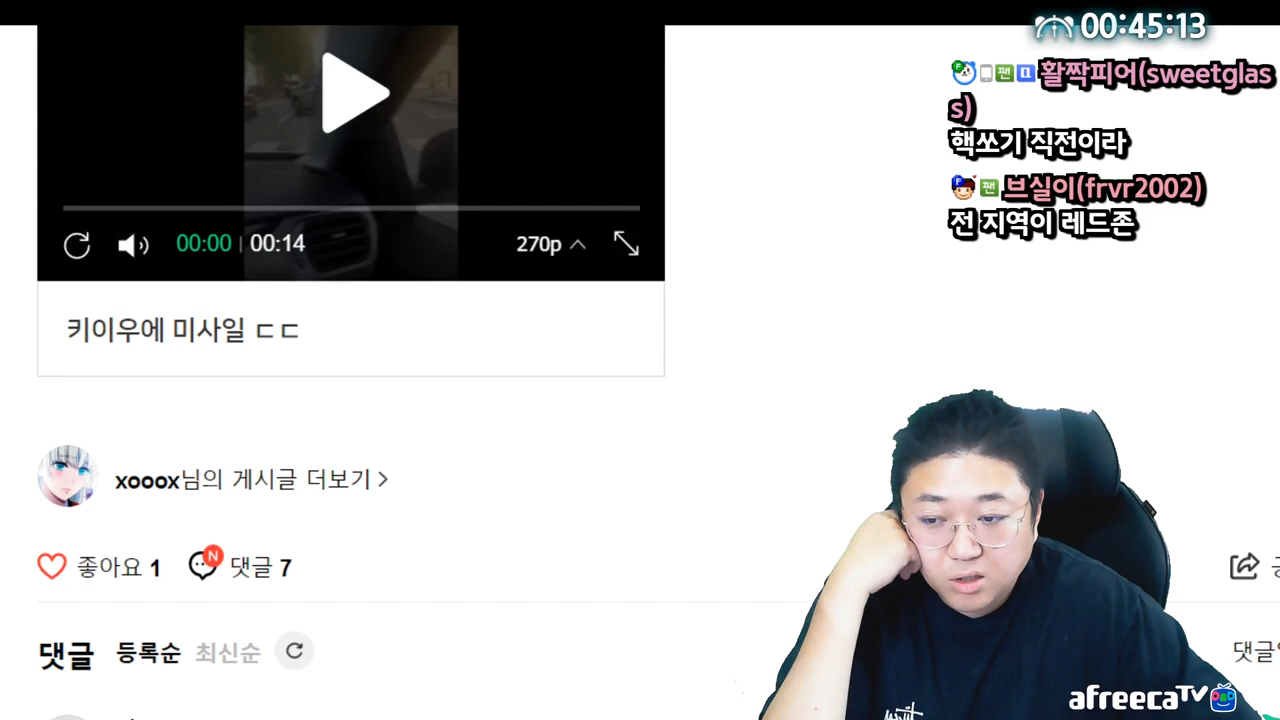 00:45:13
활짝피어(sweetglas
s)
핵쏘기 직전이라
브실이(frvr2002)
전 지역이 레드존
00:00 | 00:14
270p
키이우에 미사일 ㄷㄷ
xooox님의 게시글 더보기 >
좋아요 1 댓글 7
댓글 등록순 최신순
afreecaTV